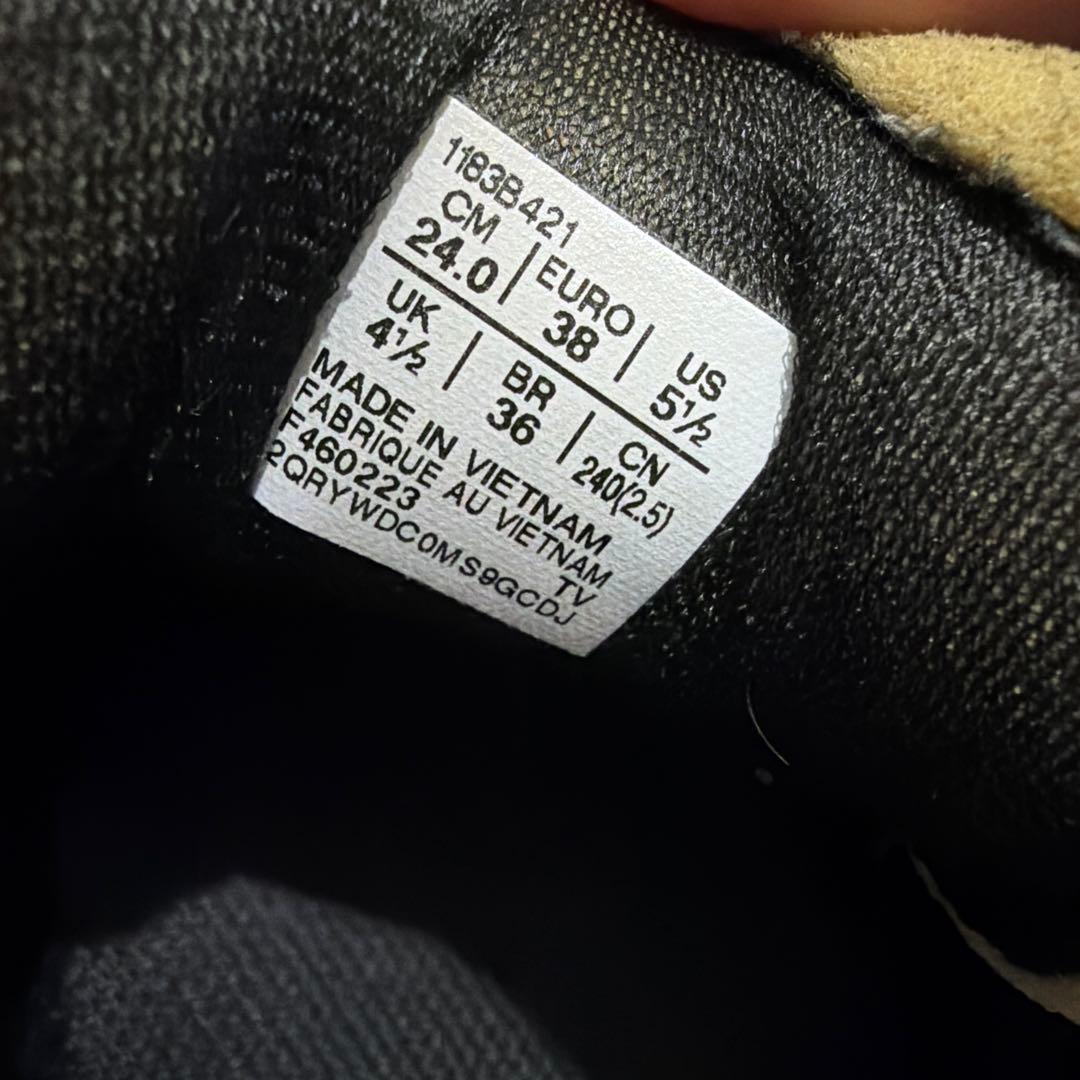 1183B421
CM EURO US
24.0 38 5½
UK BR CN
4½ 36 240(2.5)
MADE IN VIETNAM
FABRIQUE AU VIETNAM
F460223 TV
2QRYWDC0MS9GCDJ